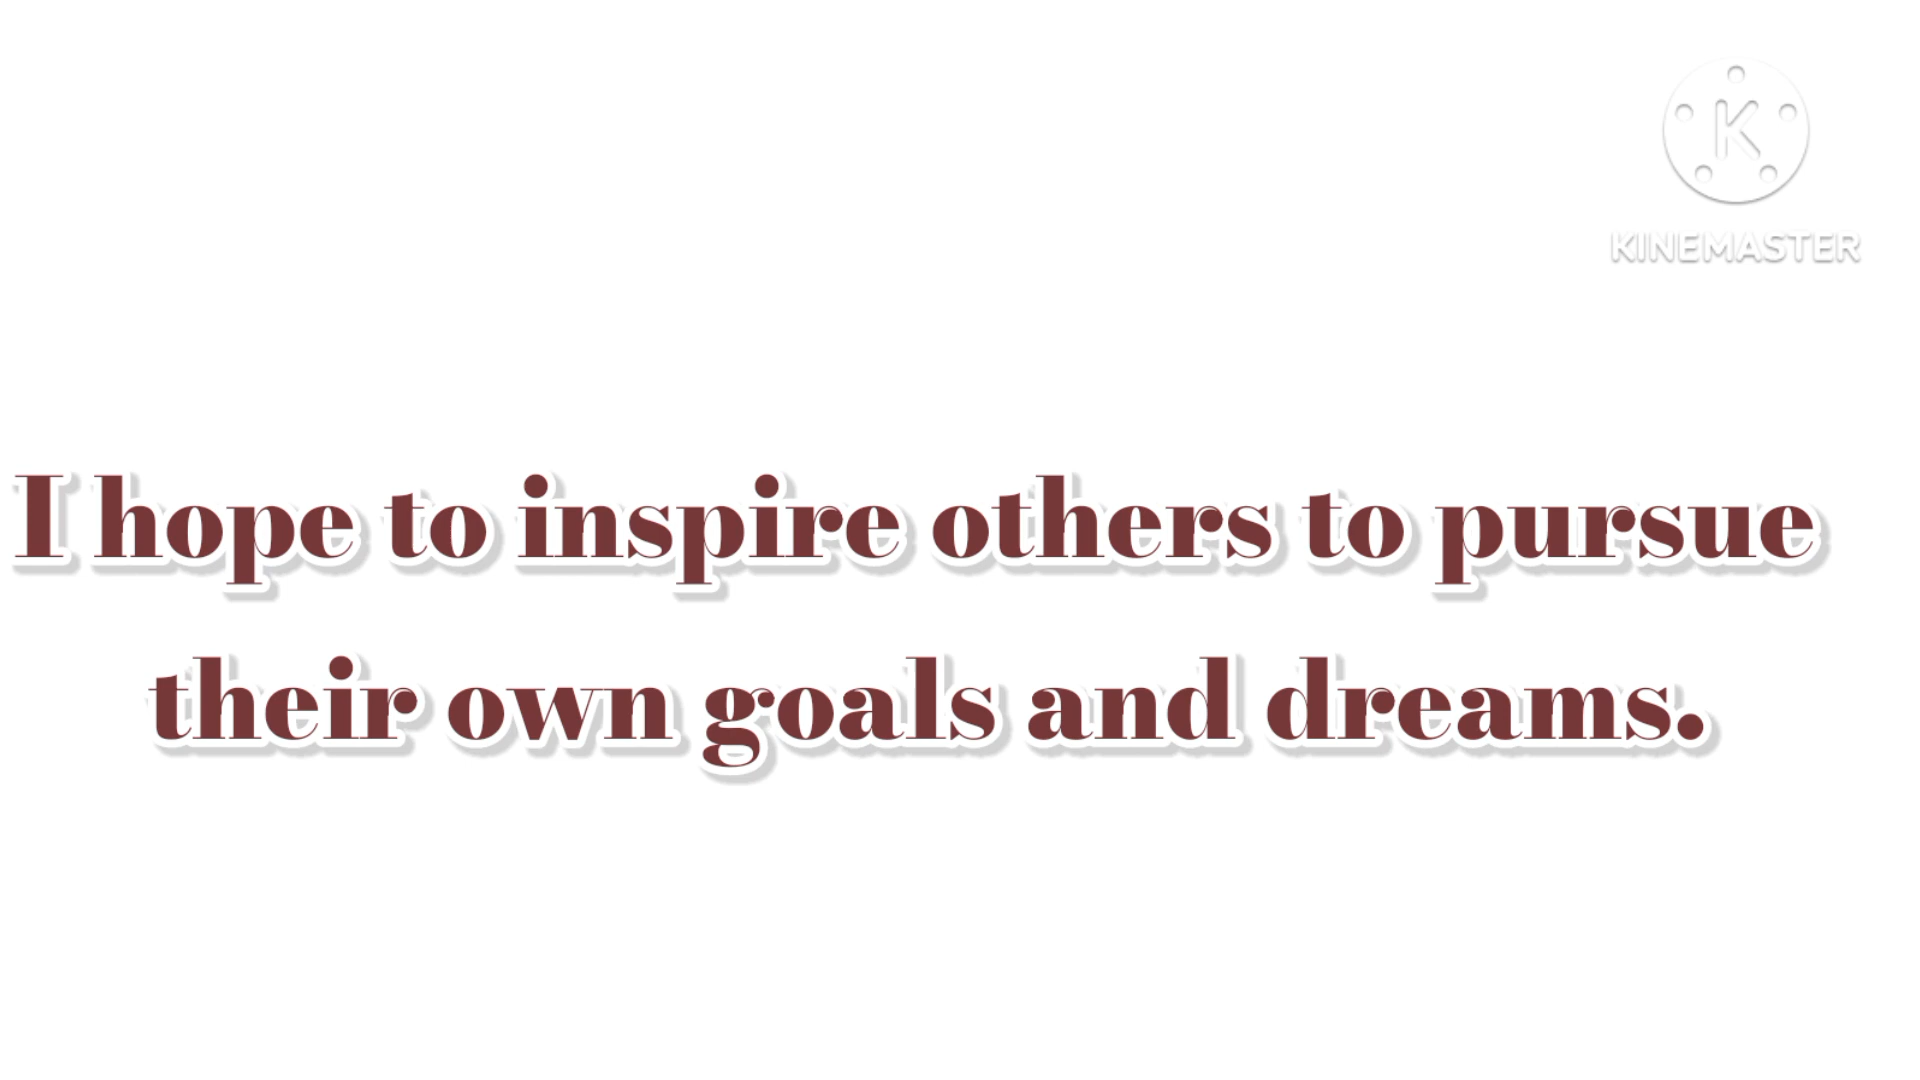 K
KINEMASTER
I hope to inspire others to pursue
their own goals and dreams.